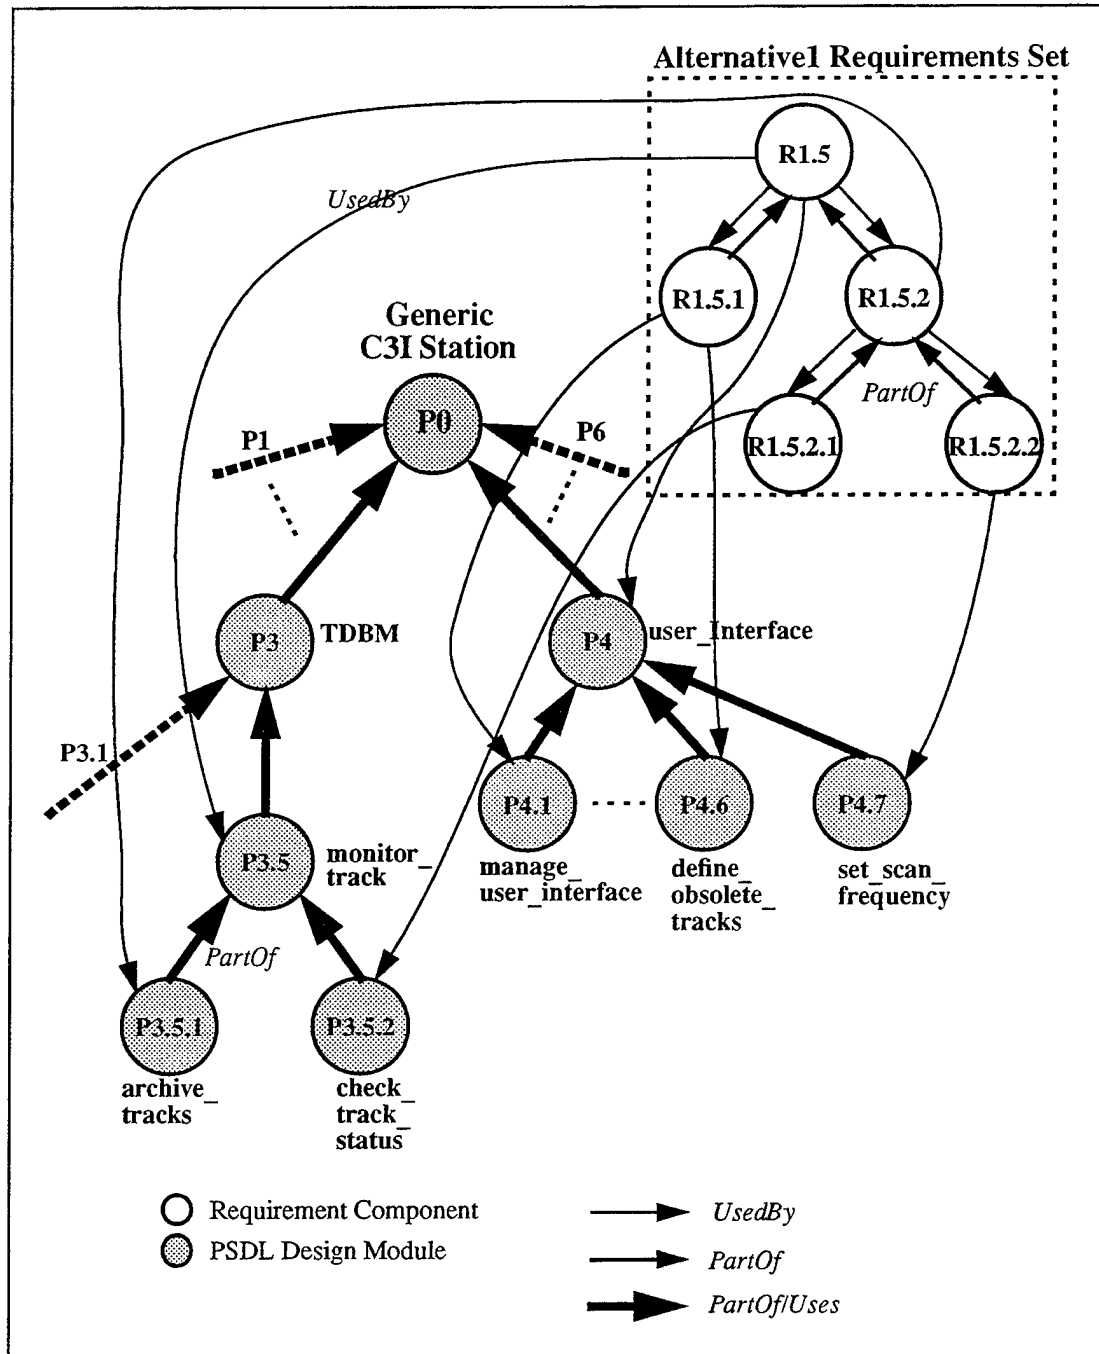 Alternative1 Requirements Set
R1.5
UsedBy
R1.5.1
R1.5.2
Generic
C3I Station
PartOf
P0
P1
P6
R1.5.2.1
R1.5.2.2
P3
TDBM
P4
user_Interface
P3.1
P4.1
P4.6
P4.7
P3.5
monitor_
track
manage_
user_interface
define_
obsolete_
tracks
set_scan_
frequency
PartOf
P3.5.1
P3.5.2
archive_
tracks
check_
track_
status
Requirement Component
PSDL Design Module
UsedBy
PartOf
PartOf/Uses